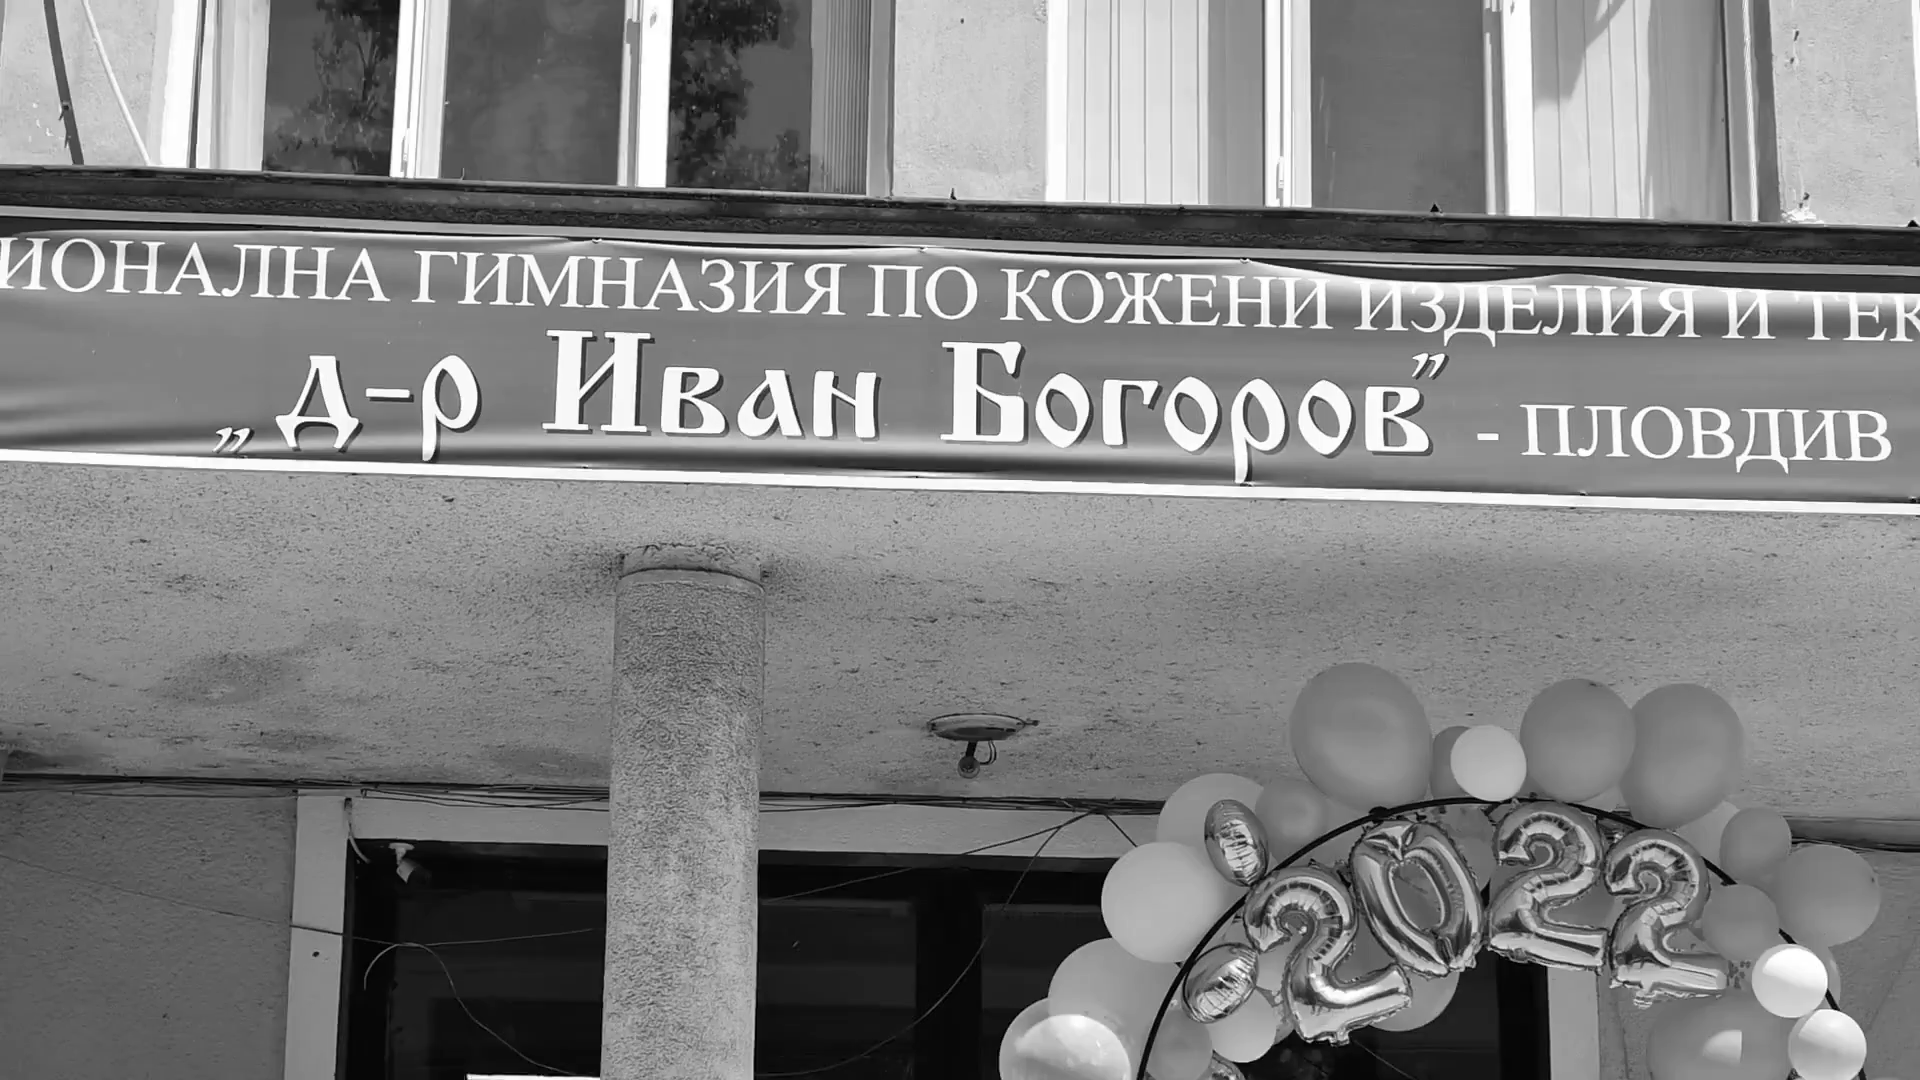 ИОНАЛНА ГИМНАЗИЯ ПО КОЖЕНИ ИЗДЕЛИЯ И ТЕК
„д-р Иван Богоров” - ПЛОВДИВ
2022